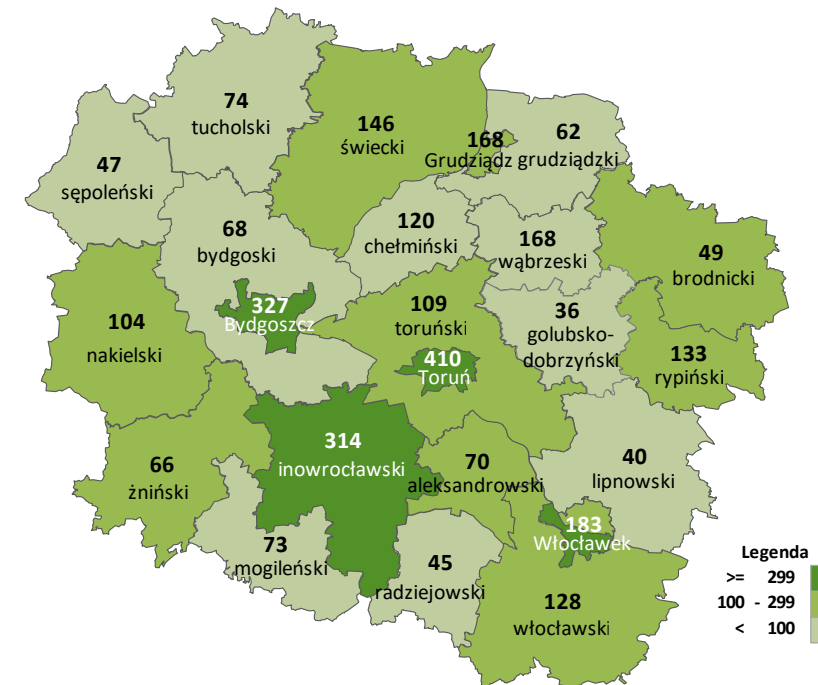 74
tucholski
146
świecki
168
Grudziądz
62
grudziądzki
47
sępoleński
68
bydgoski
120
chełmiński
168
wąbrzeski
49
brodnicki
327
Bydgoszcz
109
toruński
36
golubsko-
dobrzyński
104
nakielski
410
Toruń
133
rypiński
314
inowrocławski
66
żniński
70
aleksandrowski
40
lipnowski
183
Włocławek
73
mogileński
45
radziejowski
128
włocławski
Legenda
>= 299
100 - 299
< 100